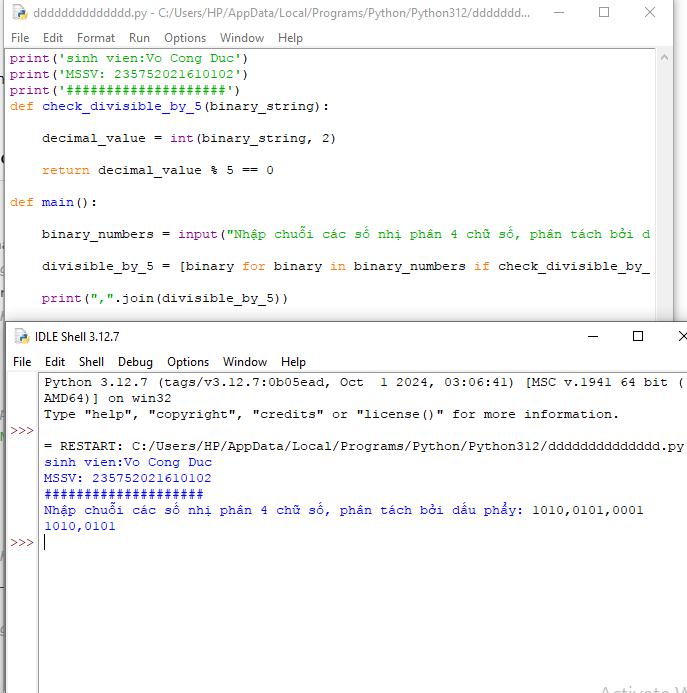 dddddddddddddd.py - C:/Users/HP/AppData/Local/Programs/Python/Python312/ddddddd...
File Edit Format Run Options Window Help
print('sinh vien:Vo Cong Duc')
print('MSSV: 235752021610102')
print('####################')
def check_divisible_by_5(binary_string):
decimal_value = int(binary_string, 2)
return decimal_value % 5 == 0
def main():
binary_numbers = input("Nhập chuỗi các số nhị phân 4 chữ số, phân tách bởi d
divisible_by_5 = [binary for binary in binary_numbers if check_divisible_by_
print(",".join(divisible_by_5))
IDLE Shell 3.12.7
File Edit Shell Debug Options Window Help
Python 3.12.7 (tags/v3.12.7:0b05ead, Oct  1 2024, 03:06:41) [MSC v.1941 64 bit (
AMD64)] on win32
Type "help", "copyright", "credits" or "license()" for more information.
>>>
= RESTART: C:/Users/HP/AppData/Local/Programs/Python/Python312/dddddddddddddd.py
sinh vien:Vo Cong Duc
MSSV: 235752021610102
####################
Nhập chuỗi các số nhị phân 4 chữ số, phân tách bởi dấu phẩy: 1010,0101,0001
1010,0101
>>>